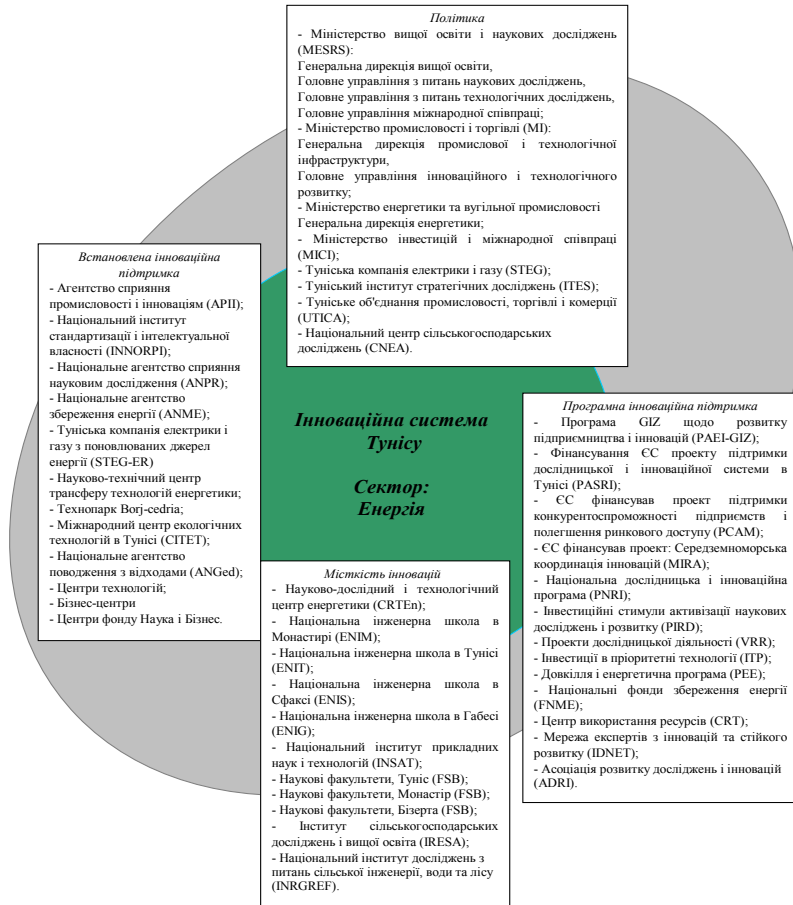 Політика
- Міністерство вищої освіти і наукових досліджень
(MESRS):
Генеральна дирекція вищої освіти,
Головне управління з питань наукових досліджень,
Головне управління з питань технологічних досліджень,
Головне управління міжнародної співпраці;
- Міністерство промисловості і торгівлі (MI):
Генеральна дирекція промислової і технологічної
інфраструктури,
Головне управління інноваційного і технологічного
розвитку;
- Міністерство енергетики та вугільної промисловості
Генеральна дирекція енергетики;
- Міністерство інвестицій і міжнародної співпраці
(MICI);
- Туніська компанія електрики і газу (STEG);
- Туніський інститут стратегічних досліджень (ITES);
- Туніське об'єднання промисловості, торгівлі і комерції
(UTICA);
- Національний центр сільськогосподарських
досліджень (CNEA).
Встановлена інноваційна
підтримка
- Агентство сприяння
промисловості і інноваціям (APII);
- Національний інститут
стандартизації і інтелектуальної
власності (INNORPI);
- Національне агентство сприяння
науковим дослідження (ANPR);
- Національне агентство
збереження енергії (ANME);
- Туніська компанія електрики і
газу з поновлюваних джерел
енергії (STEG-ER)
- Науково-технічний центр
трансферу технологій енергетики;
- Технопарк Borj-cedria;
- Міжнародний центр екологічних
технологій в Тунісі (CITET);
- Національне агентство
поводження з відходами (ANGed);
- Центри технологій;
- Бізнес-центри
- Центри фонду Наука і Бізнес.
Інноваційна система
Тунісу
Сектор:
Енергія
Програмна інноваційна підтримка
- Програма GIZ щодо розвитку
підприємництва і інновацій (PAEI-GIZ);
- Фінансування ЄС проекту підтримки
дослідницької і інноваційної системи в
Тунісі (PASRI);
- ЄС фінансував проект підтримки
конкурентоспроможності підприємств і
полегшення ринкового доступу (PCAM);
- ЄС фінансував проект: Середземноморська
координація інновацій (MIRA);
- Національна дослідницька і інноваційна
програма (PNRI);
- Інвестиційні стимули активізації наукових
досліджень і розвитку (PIRD);
- Проекти дослідницької діяльності (VRR);
- Інвестиції в пріоритетні технології (ITP);
- Довкілля і енергетична програма (PEE);
- Національні фонди збереження енергії
(FNME);
- Центр використання ресурсів (CRT);
- Мережа експертів з інновацій та стійкого
розвитку (IDNET);
- Асоціація розвитку досліджень і інновацій
(ADRI).
Місткість інновацій
- Науково-дослідний і технологічний
центр енергетики (CRTEn);
- Національна інженерна школа в
Монастирі (ENIM);
- Національна інженерна школа в Тунісі
(ENIT);
- Національна інженерна школа в
Сфаксі (ENIS);
- Національна інженерна школа в Габесі
(ENIG);
- Національний інститут прикладних
наук і технологій (INSAT);
- Наукові факультети, Туніс (FSB);
- Наукові факультети, Монастір (FSB);
- Наукові факультети, Бізерта (FSB);
- Інститут сільськогосподарських
досліджень і вищої освіта (IRESA);
- Національний інститут досліджень з
питань сільської інженерії, води та лісу
(INRGREF).